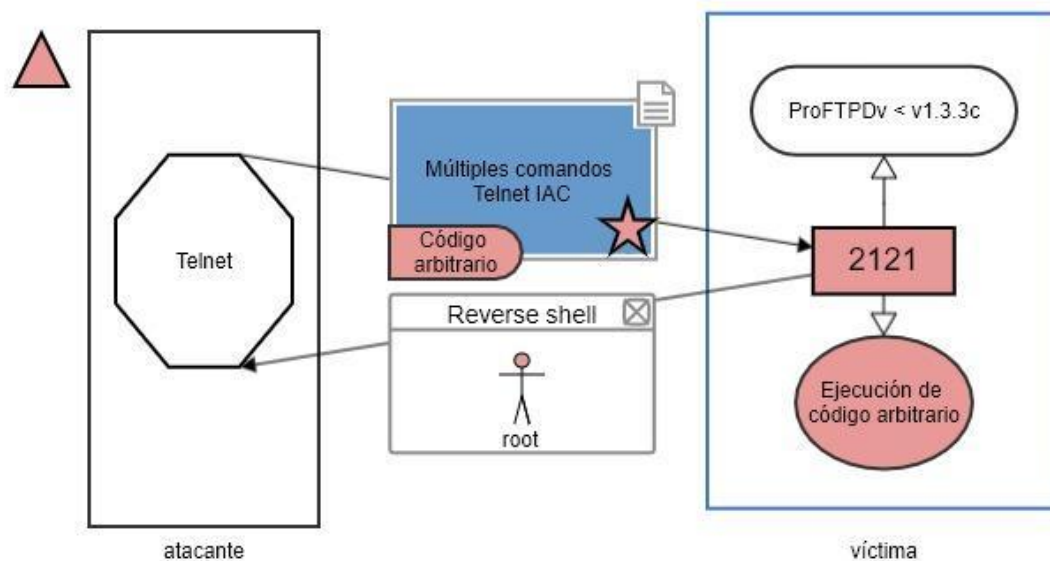 ProFTPDv < v1.3.3c
Múltiples comandos
Telnet IAC
Código
arbitrario
Telnet
2121
Reverse shell
root
Ejecución de
código arbitrario
atacante
víctima